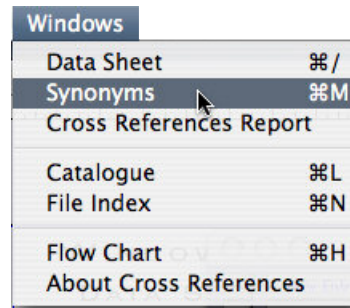 Windows
Data Sheet ⌘/
Synonyms ⌘M
Cross References Report
Catalogue ⌘L
File Index ⌘N
Flow Chart ⌘H
About Cross References